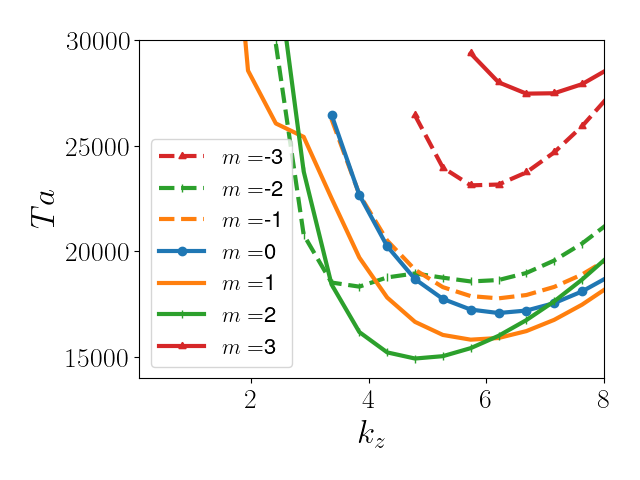 30000
25000
20000
15000
Ta
m =-3
m =-2
m =-1
m =0
m =1
m =2
m =3
2 4 6 8
k_z